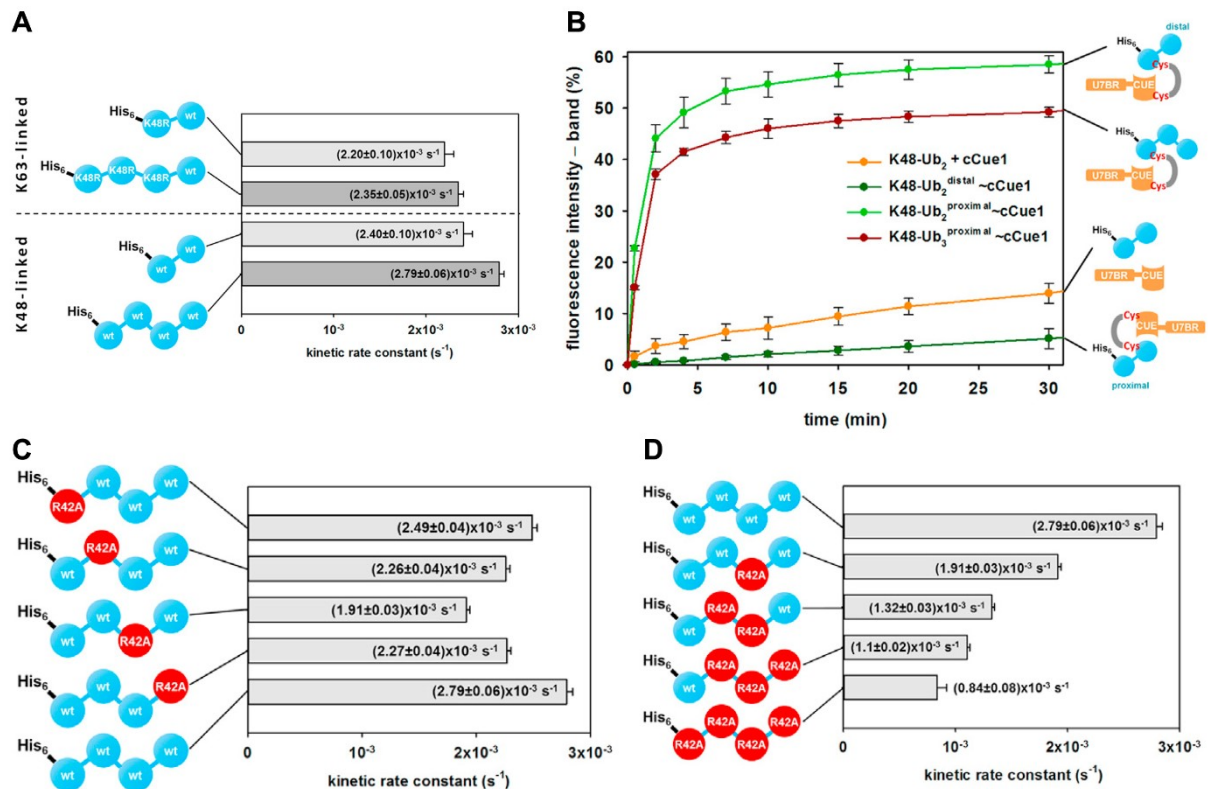 A
K63-linked
K48-linked
His6
K48R
wt
His6
K48R
K48R
K48R
wt
His6
wt
wt
His6
wt
wt
wt
wt
(2.20±0.10)x10⁻³ s⁻¹
(2.35±0.05)x10⁻³ s⁻¹
(2.40±0.10)x10⁻³ s⁻¹
(2.79±0.06)x10⁻³ s⁻¹
0 1x10⁻³ 2x10⁻³ 3x10⁻³
kinetic rate constant (s⁻¹)
B
fluorescence intensity – band (%)
60
50
40
30
20
10
0
0 5 10 15 20 25 30
time (min)
K48-Ub₂ + cCue1
K48-Ub₂distal ~cCue1
K48-Ub₂proximal~cCue1
K48-Ub₃proximal ~cCue1
distal
His6
Cys
U7BR CUE
Cys
His6
Cys
U7BR CUE
Cys
His6
U7BR CUE
Cys
CUE U7BR
Cys
His6
proximal
C
His6
R42A
wt
wt
wt
His6
wt
R42A
wt
wt
His6
wt
wt
R42A
wt
His6
wt
wt
wt
R42A
His6
wt
wt
wt
wt
(2.49±0.04)x10⁻³ s⁻¹
(2.26±0.04)x10⁻³ s⁻¹
(1.91±0.03)x10⁻³ s⁻¹
(2.27±0.04)x10⁻³ s⁻¹
(2.79±0.06)x10⁻³ s⁻¹
0 1x10⁻³ 2x10⁻³ 3x10⁻³
kinetic rate constant (s⁻¹)
D
His6
wt
wt
wt
wt
His6
wt
wt
R42A
wt
His6
wt
R42A
R42A
wt
His6
wt
R42A
R42A
R42A
His6
R42A
R42A
R42A
R42A
(2.79±0.06)x10⁻³ s⁻¹
(1.91±0.03)x10⁻³ s⁻¹
(1.32±0.03)x10⁻³ s⁻¹
(1.1±0.02)x10⁻³ s⁻¹
(0.84±0.08)x10⁻³ s⁻¹
0 1x10⁻³ 2x10⁻³ 3x10⁻³
kinetic rate constant (s⁻¹)